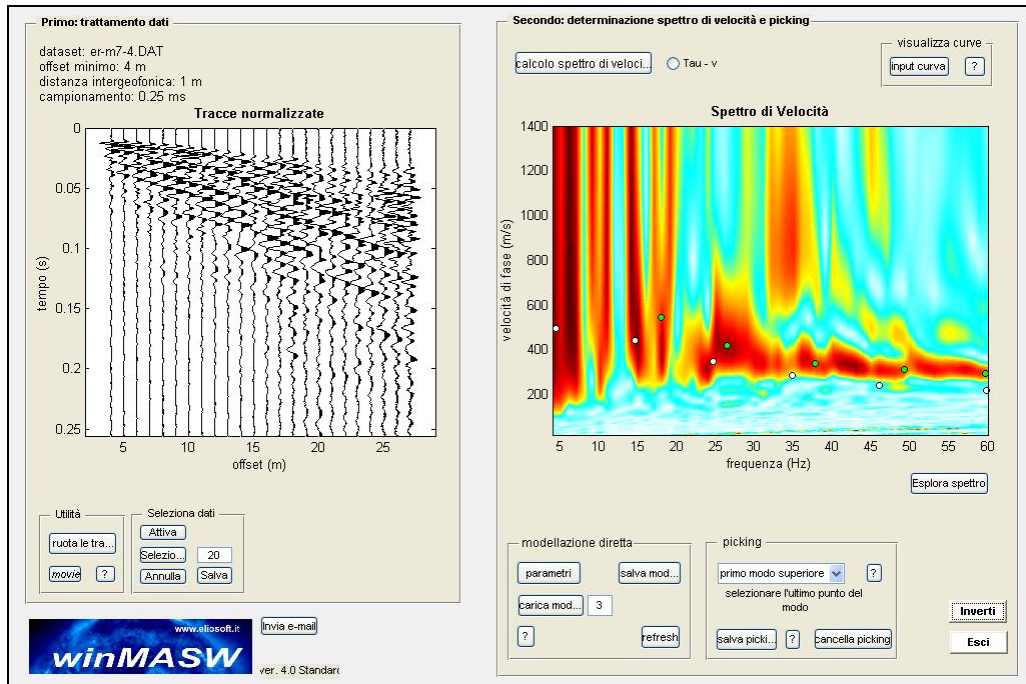 Primo: trattamento dati
dataset: er-m7-4.DAT
offset minimo: 4 m
distanza intergeofonica: 1 m
campionamento: 0.25 ms
Tracce normalizzate
0
0.05
0.1
0.15
0.2
0.25
tempo (s)
5
10
15
20
25
offset (m)
Utilità
ruota le tra...
movie
?
Seleziona dati
Attiva
Selezio...
20
Annulla
Salva
www.eliosoft.it
winMASW
Invia e-mail
ver. 4.0 Standard
Secondo: determinazione spettro di velocità e picking
calcolo spettro di veloci...
Tau - v
visualizza curve
input curva
?
Spettro di Velocità
1400
1200
1000
800
600
400
200
velocità di fase (m/s)
5
10
15
20
25
30
35
40
45
50
55
60
frequenza (Hz)
Esplora spettro
modellazione diretta
parametri
salva mod...
carica mod...
3
?
refresh
picking
primo modo superiore
?
selezionare l'ultimo punto del
modo
salva picki...
?
cancella picking
Inverti
Esci